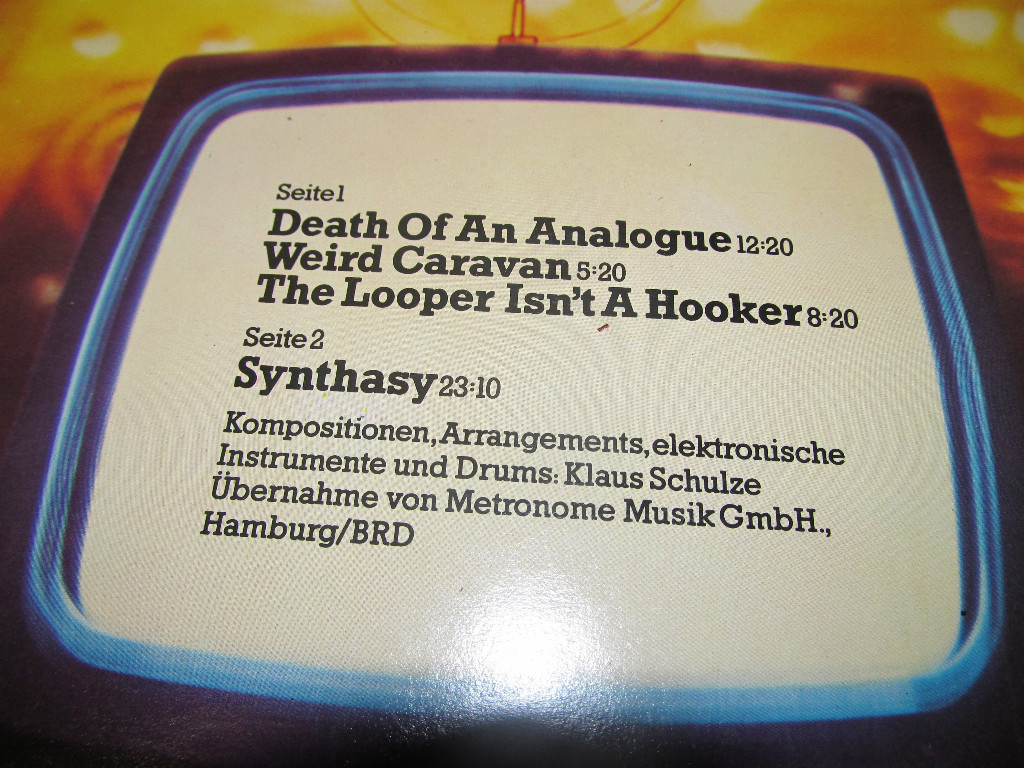 Seite 1
Death Of An Analogue 12:20
Weird Caravan 5:20
The Looper Isn't A Hooker 8:20
Seite 2
Synthasy 23:10
Kompositionen, Arrangements, elektronische
Instrumente und Drums: Klaus Schulze
Übernahme von Metronome Musik GmbH.,
Hamburg/BRD